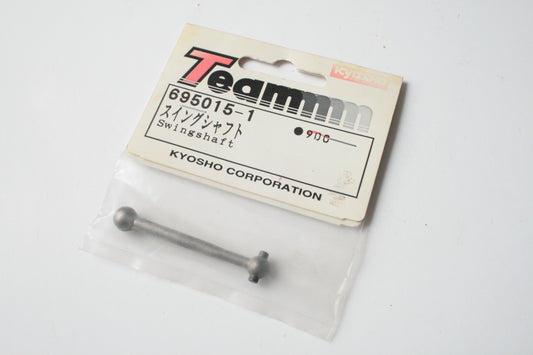 Teammm
KYOSHO
695015-1
スイングシャフト
Swingshaft
●900
KYOSHO CORPORATION